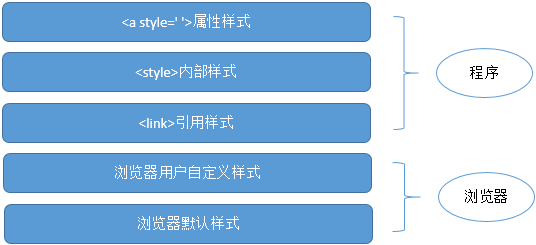 <a style=' '>属性样式
<style>内部样式
程序
<link>引用样式
浏览器用户自定义样式
浏览器
浏览器默认样式